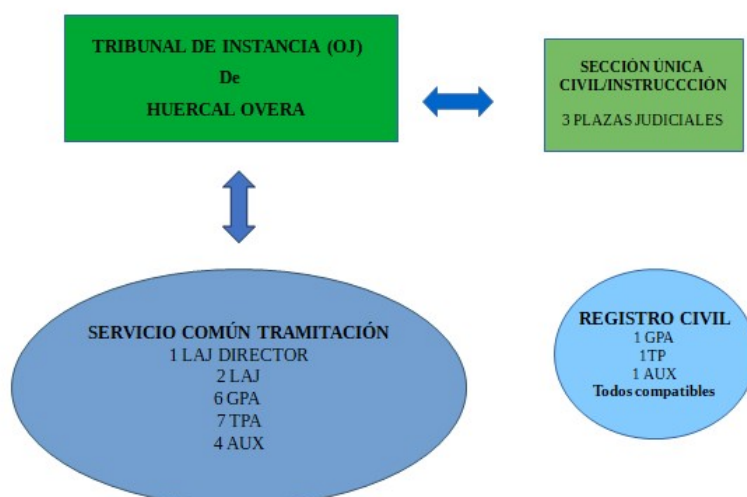 TRIBUNAL DE INSTANCIA (OJ)
De
HUERCAL OVERA
SECCIÓN ÚNICA
CIVIL/INSTRUCCCIÓN
3 PLAZAS JUDICIALES
SERVICIO COMÚN TRAMITACIÓN
1 LAJ DIRECTOR
2 LAJ
6 GPA
7 TPA
4 AUX
REGISTRO CIVIL
1 GPA
1TP
1 AUX
Todos compatibles